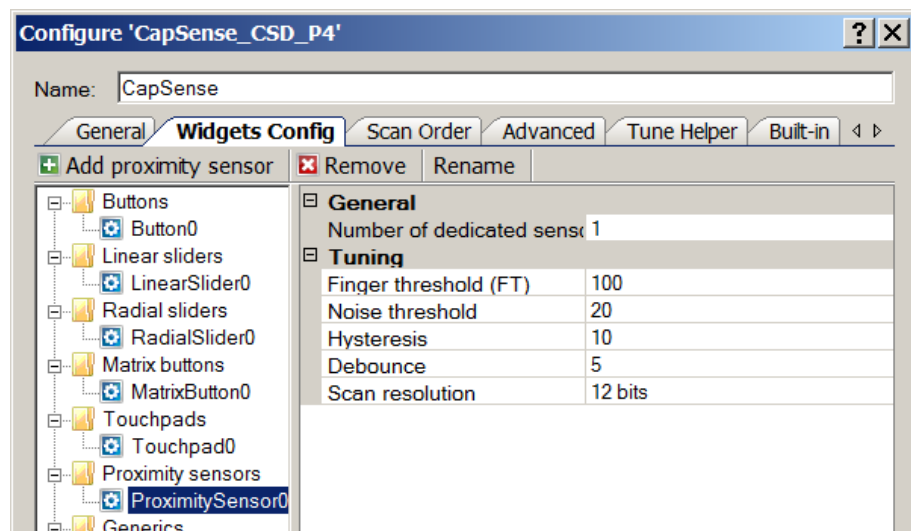 Configure 'CapSense_CSD_P4'
Name: CapSense
General Widgets Config Scan Order Advanced Tune Helper Built-in
Add proximity sensor Remove Rename
Buttons
Button0
Linear sliders
LinearSlider0
Radial sliders
RadialSlider0
Matrix buttons
MatrixButton0
Touchpads
Touchpad0
Proximity sensors
ProximitySensor0
Generics
General
Number of dedicated senso 1
Tuning
Finger threshold (FT) 100
Noise threshold 20
Hysteresis 10
Debounce 5
Scan resolution 12 bits